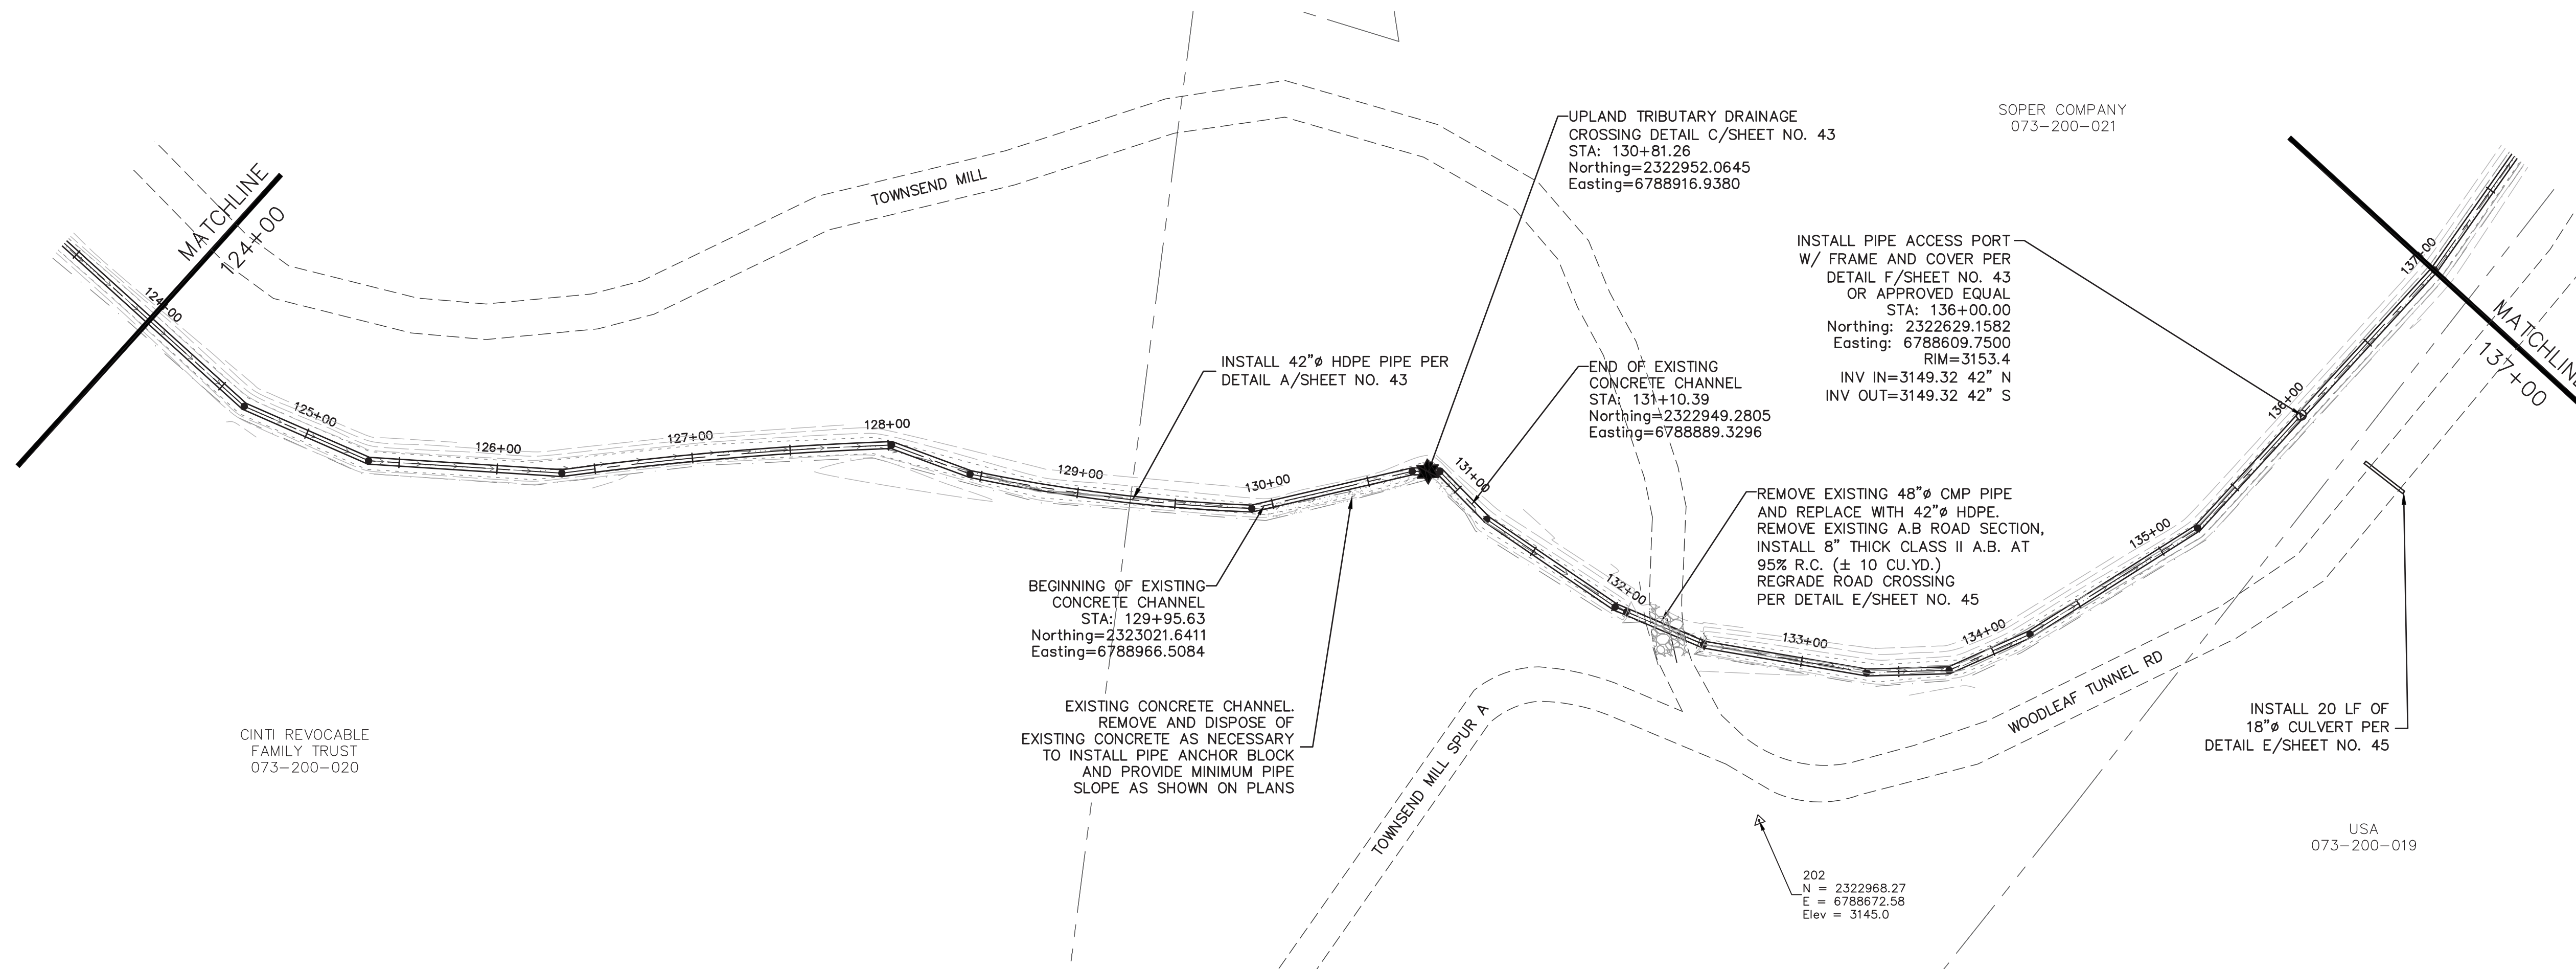 MATCHLINE
124+00
124+00
125+00
126+00
127+00
128+00
129+00
130+00
131+00
132+00
133+00
134+00
135+00
136+00
137+00
MATCHLINE
137+00
TOWNSEND MILL
UPLAND TRIBUTARY DRAINAGE
CROSSING DETAIL C/SHEET NO. 43
STA: 130+81.26
Northing=2322952.0645
Easting=6788916.9380
SOPER COMPANY
073-200-021
INSTALL PIPE ACCESS PORT
W/ FRAME AND COVER PER
DETAIL F/SHEET NO. 43
OR APPROVED EQUAL
STA: 136+00.00
Northing: 2322629.1582
Easting: 6788609.7500
RIM=3153.4
INV IN=3149.32 42" N
INV OUT=3149.32 42" S
INSTALL 42"ø HDPE PIPE PER
DETAIL A/SHEET NO. 43
END OF EXISTING
CONCRETE CHANNEL
STA: 131+10.39
Northing=2322949.2805
Easting=6788889.3296
REMOVE EXISTING 48"ø CMP PIPE
AND REPLACE WITH 42"ø HDPE.
REMOVE EXISTING A.B ROAD SECTION,
INSTALL 8" THICK CLASS II A.B. AT
95% R.C. (± 10 CU.YD.)
REGRADE ROAD CROSSING
PER DETAIL E/SHEET NO. 45
BEGINNING OF EXISTING
CONCRETE CHANNEL
STA: 129+95.63
Northing=2323021.6411
Easting=6788966.5084
EXISTING CONCRETE CHANNEL.
REMOVE AND DISPOSE OF
EXISTING CONCRETE AS NECESSARY
TO INSTALL PIPE ANCHOR BLOCK
AND PROVIDE MINIMUM PIPE
SLOPE AS SHOWN ON PLANS
CINTI REVOCABLE
FAMILY TRUST
073-200-020
TOWNSEND MILL SPUR A
WOODLEAF TUNNEL RD
INSTALL 20 LF OF
18"ø CULVERT PER
DETAIL E/SHEET NO. 45
USA
073-200-019
202
N = 2322968.27
E = 6788672.58
Elev = 3145.0